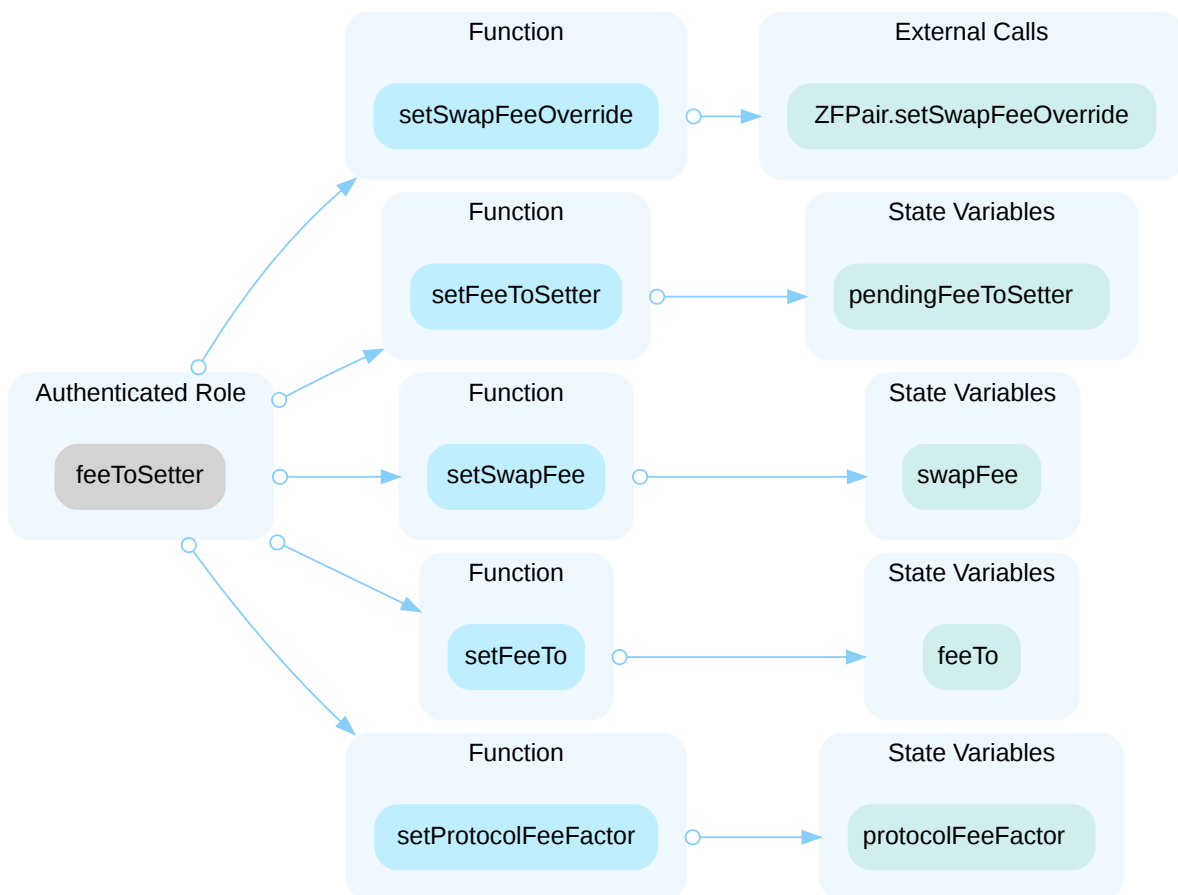 Function
External Calls
setSwapFeeOverride
ZFPair.setSwapFeeOverride
Function
State Variables
setFeeToSetter
pendingFeeToSetter
Authenticated Role
Function
State Variables
feeToSetter
setSwapFee
swapFee
Function
State Variables
setFeeTo
feeTo
Function
State Variables
setProtocolFeeFactor
protocolFeeFactor